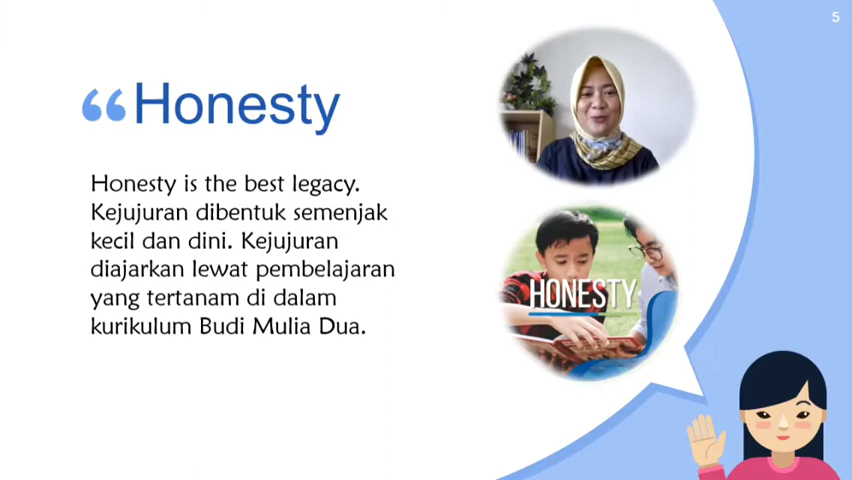 5
“Honesty
Honesty is the best legacy.
Kejujuran dibentuk semenjak
kecil dan dini. Kejujuran
diajarkan lewat pembelajaran
yang tertanam di dalam
kurikulum Budi Mulia Dua.
HONESTY